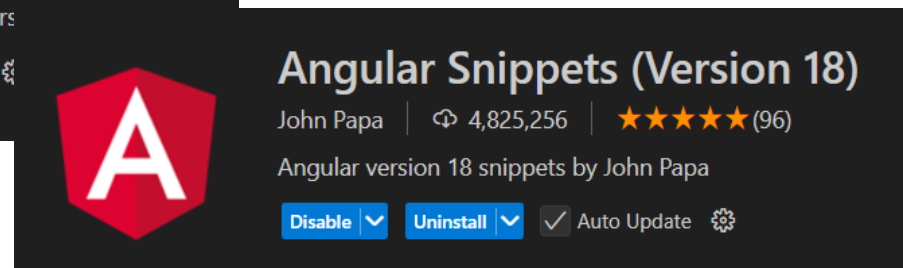 rs
Angular Snippets (Version 18)
John Papa 4,825,256 (96)
Angular version 18 snippets by John Papa
Disable Uninstall Auto Update